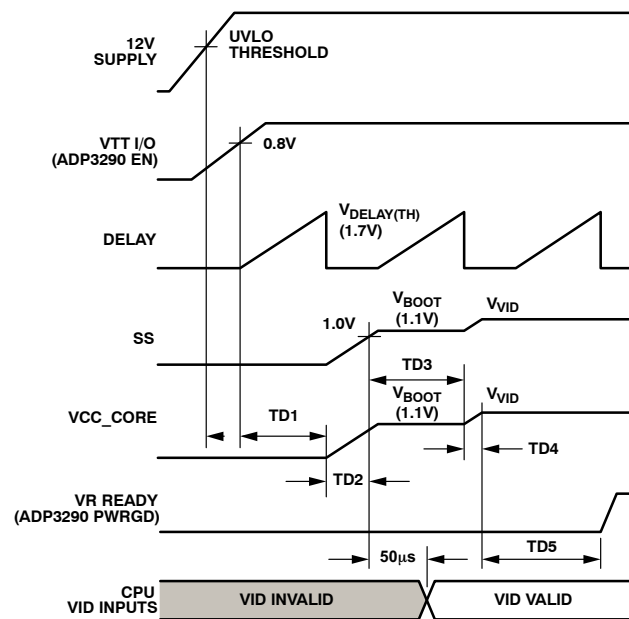 12V
SUPPLY
UVLO
THRESHOLD
VTT I/O
(ADP3290 EN)
0.8V
DELAY
VDELAY(TH)
(1.7V)
SS
1.0V
VBOOT
(1.1V)
VVID
TD3
VCC_CORE
TD1
VBOOT
(1.1V)
VVID
TD4
TD2
VR READY
(ADP3290 PWRGD)
50µs
TD5
CPU
VID INPUTS
VID INVALID
VID VALID